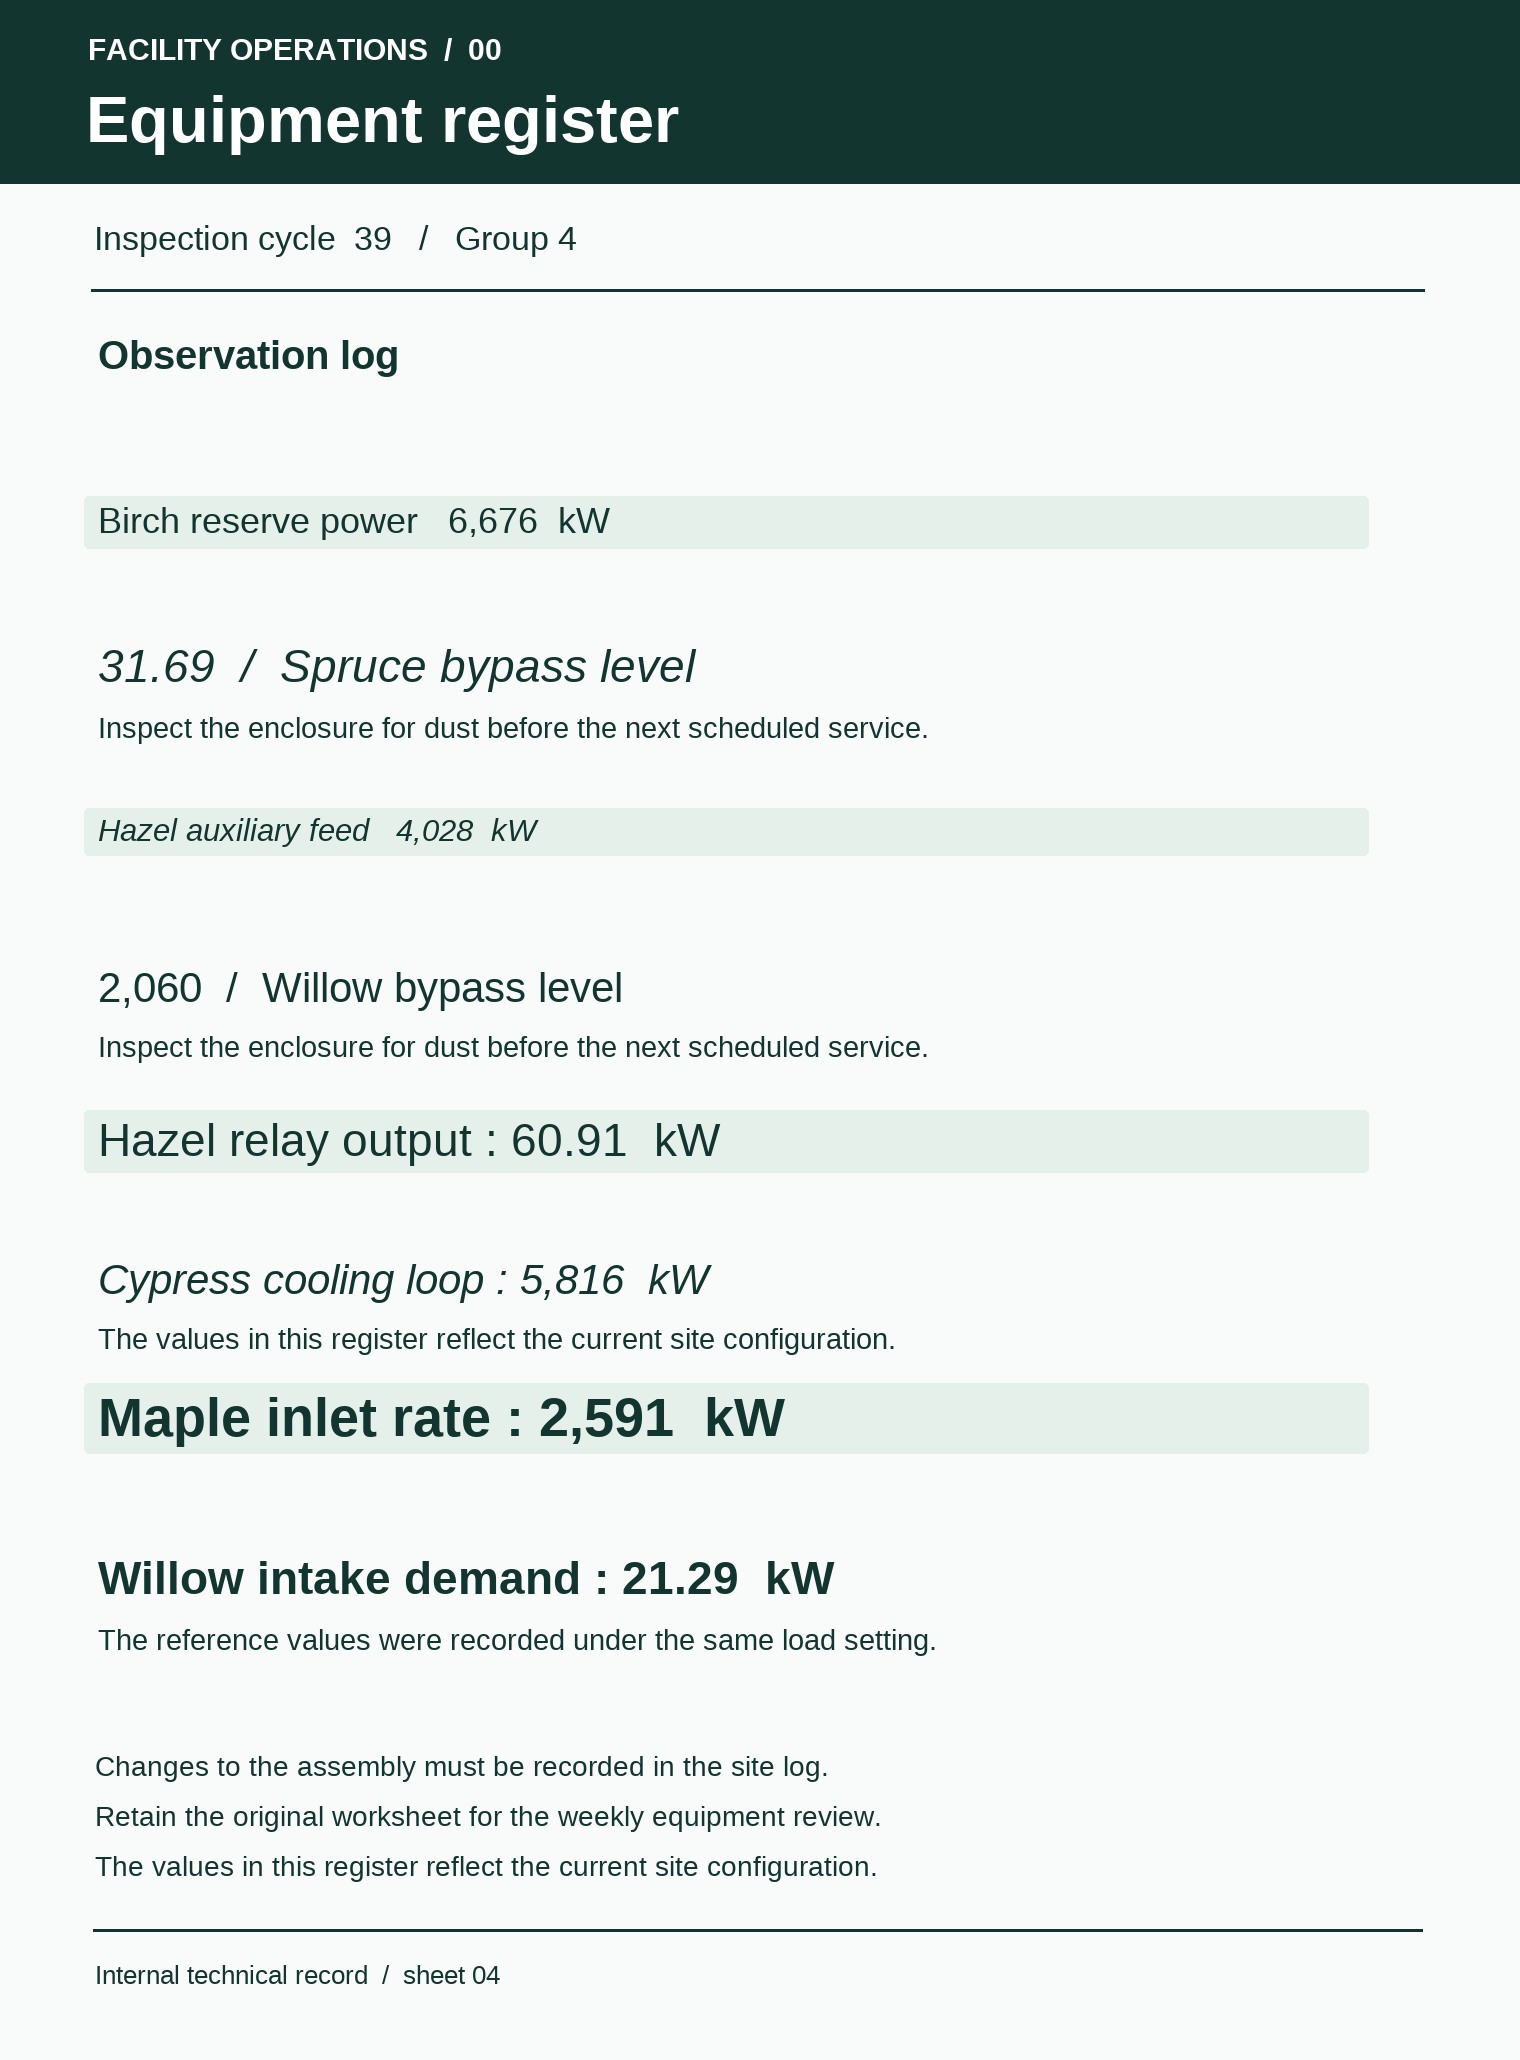 FACILITY OPERATIONS / 00
Equipment register
Inspection cycle 39 / Group 4
Observation log
Birch reserve power 6,676 kW
31.69 / Spruce bypass level
Inspect the enclosure for dust before the next scheduled service.
Hazel auxiliary feed 4,028 kW
2,060 / Willow bypass level
Inspect the enclosure for dust before the next scheduled service.
Hazel relay output : 60.91 kW
Cypress cooling loop : 5,816 kW
The values in this register reflect the current site configuration.
Maple inlet rate : 2,591 kW
Willow intake demand : 21.29 kW
The reference values were recorded under the same load setting.
Changes to the assembly must be recorded in the site log.
Retain the original worksheet for the weekly equipment review.
The values in this register reflect the current site configuration.
Internal technical record / sheet 04